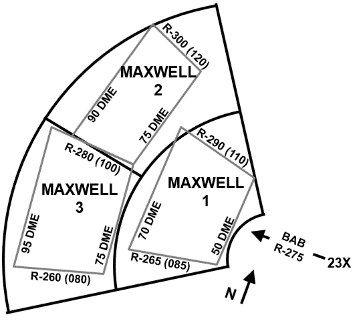 R-300 (120)
MAXWELL
2
90 DME
75 DME
R-280 (100)
MAXWELL
3
95 DME
75 DME
R-260 (080)
R-290 (110)
MAXWELL
1
70 DME
50 DME
R-265 (085)
BAB
R-275
23X
N